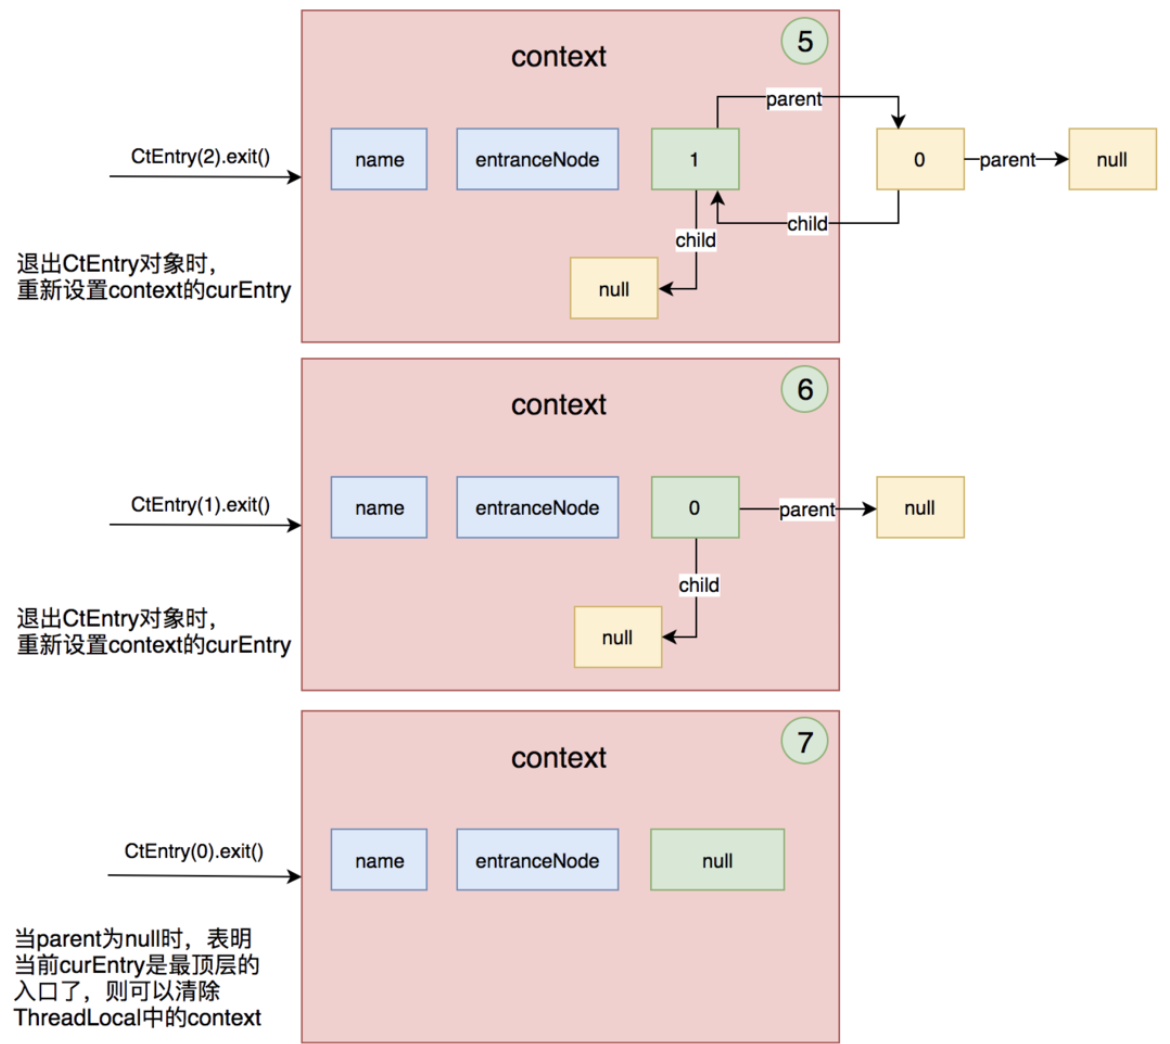 context
5
parent
CtEntry(2).exit()
name
entranceNode
1
0
parent
null
child
child
退出CtEntry对象时，
重新设置context的curEntry
null
context
6
CtEntry(1).exit()
name
entranceNode
0
parent
null
child
退出CtEntry对象时，
重新设置context的curEntry
null
context
7
CtEntry(0).exit()
name
entranceNode
null
当parent为null时，表明
当前curEntry是最顶层的
入口了，则可以清除
ThreadLocal中的context